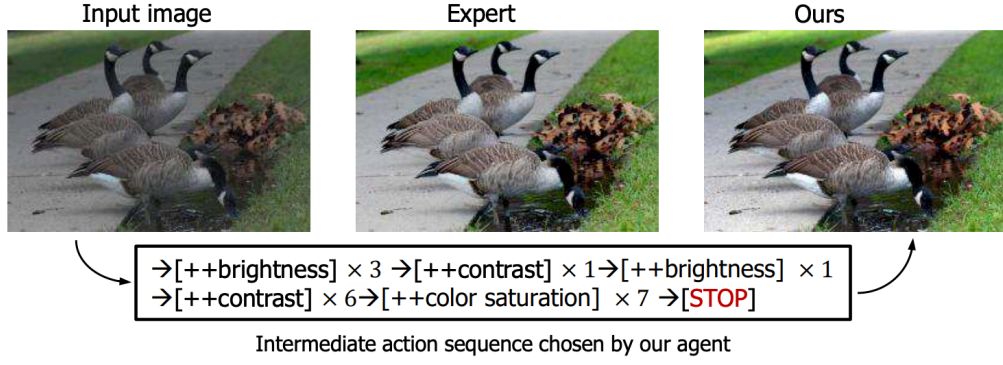 Input image
Expert
Ours
→[++brightness] × 3 →[++contrast] × 1→[++brightness] × 1
→[++contrast] × 6→[++color saturation] × 7 →[STOP]
Intermediate action sequence chosen by our agent